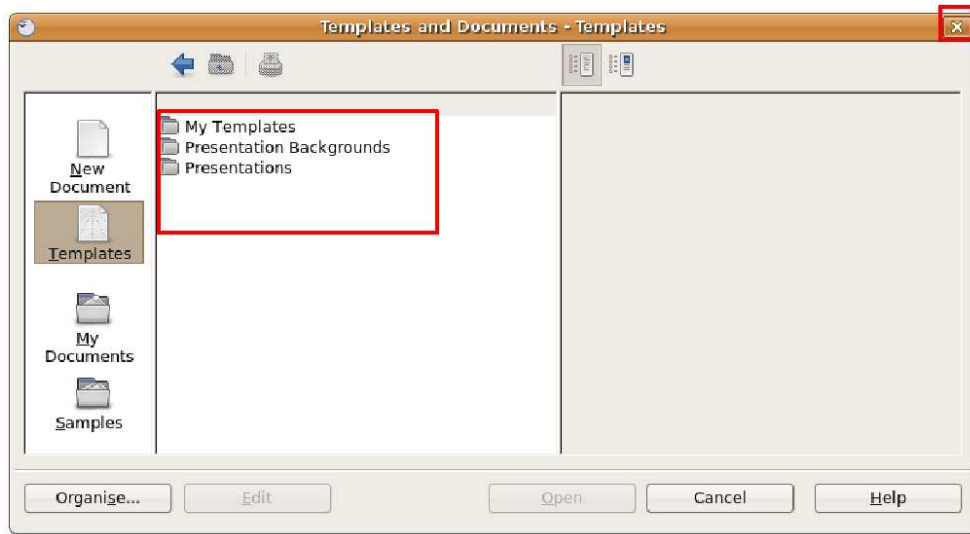 Templates and Documents - Templates
My Templates
Presentation Backgrounds
Presentations
New
Document
Templates
My
Documents
Samples
Organise...
Edit
Open
Cancel
Help